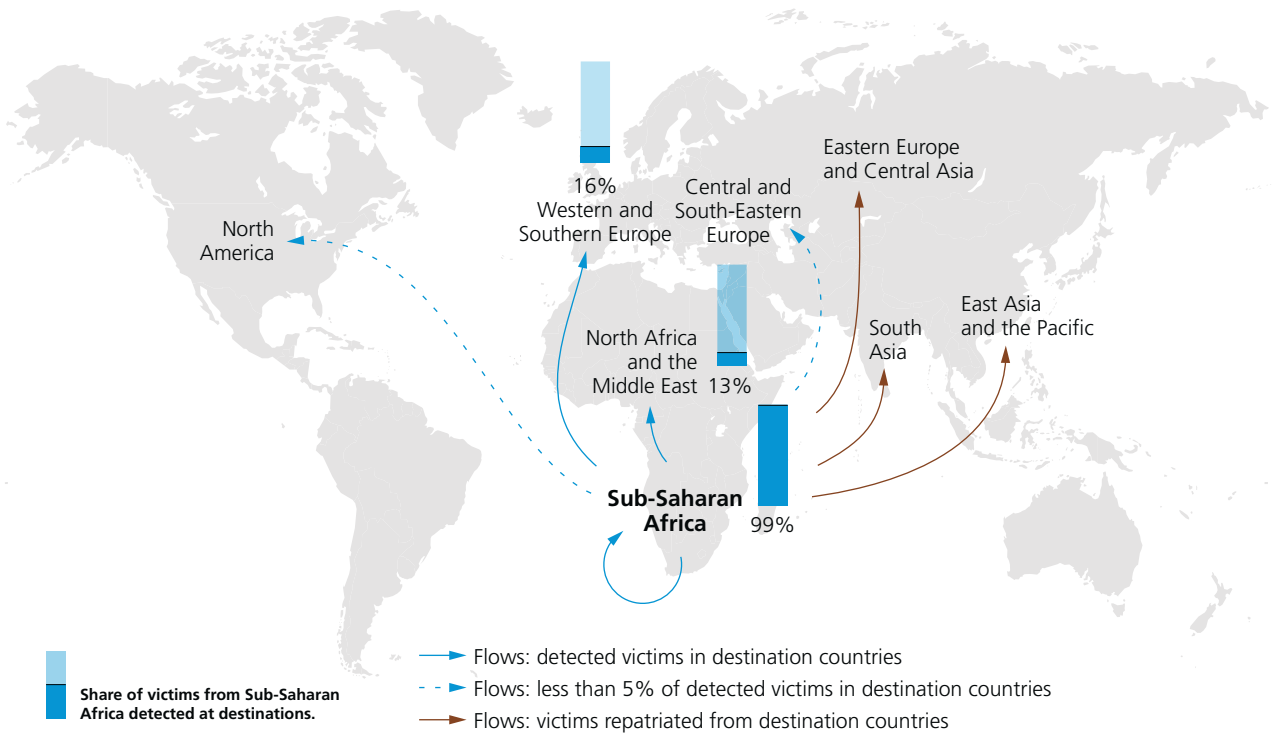 16%
Western and
Southern Europe
Central and
South-Eastern
Europe
Eastern Europe
and Central Asia
North
America
North Africa
and the
Middle East
13%
South
Asia
East Asia
and the Pacific
Sub-Saharan
Africa
99%
Share of victims from Sub-Saharan
Africa detected at destinations.
Flows: detected victims in destination countries
Flows: less than 5% of detected victims in destination countries
Flows: victims repatriated from destination countries